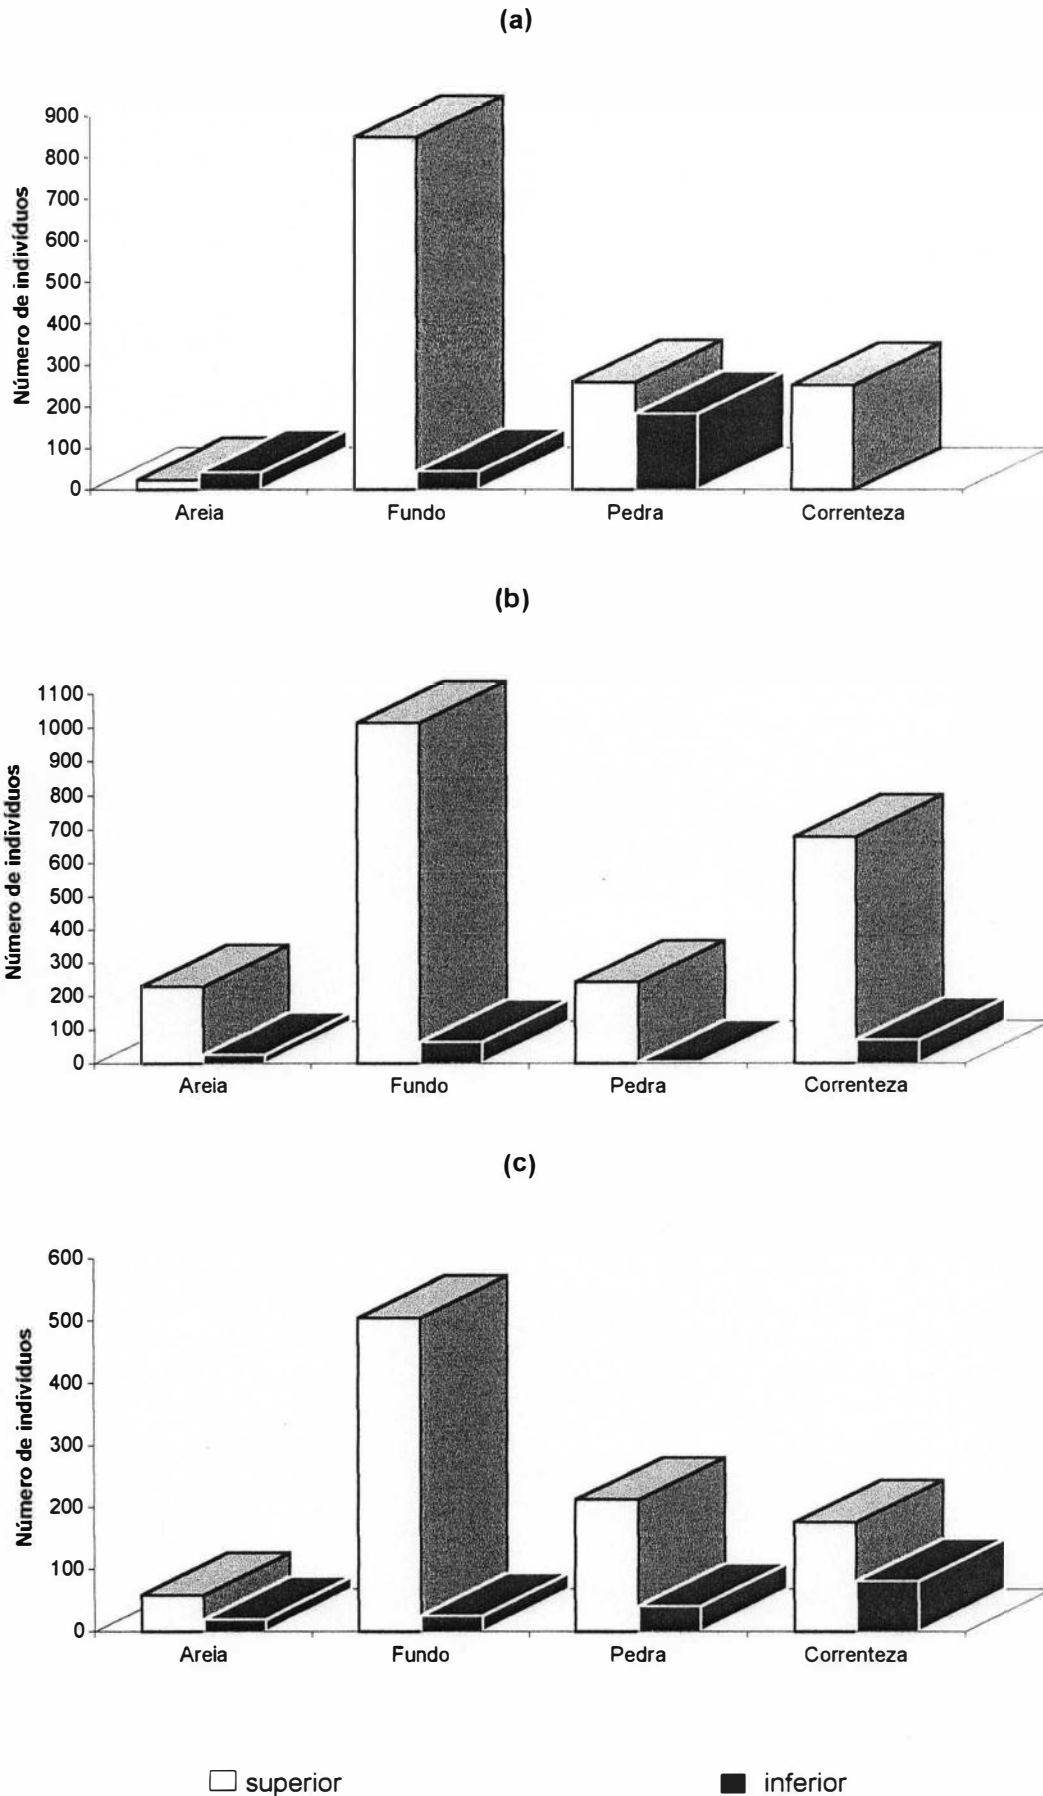 (a)
Número de indivíduos
900
800
700
600
500
400
300
200
100
0
Areia Fundo Pedra Correnteza
(b)
Número de indivíduos
1100
1000
900
800
700
600
500
400
300
200
100
0
Areia Fundo Pedra Correnteza
(c)
Número de indivíduos
600
500
400
300
200
100
0
Areia Fundo Pedra Correnteza
superior inferior